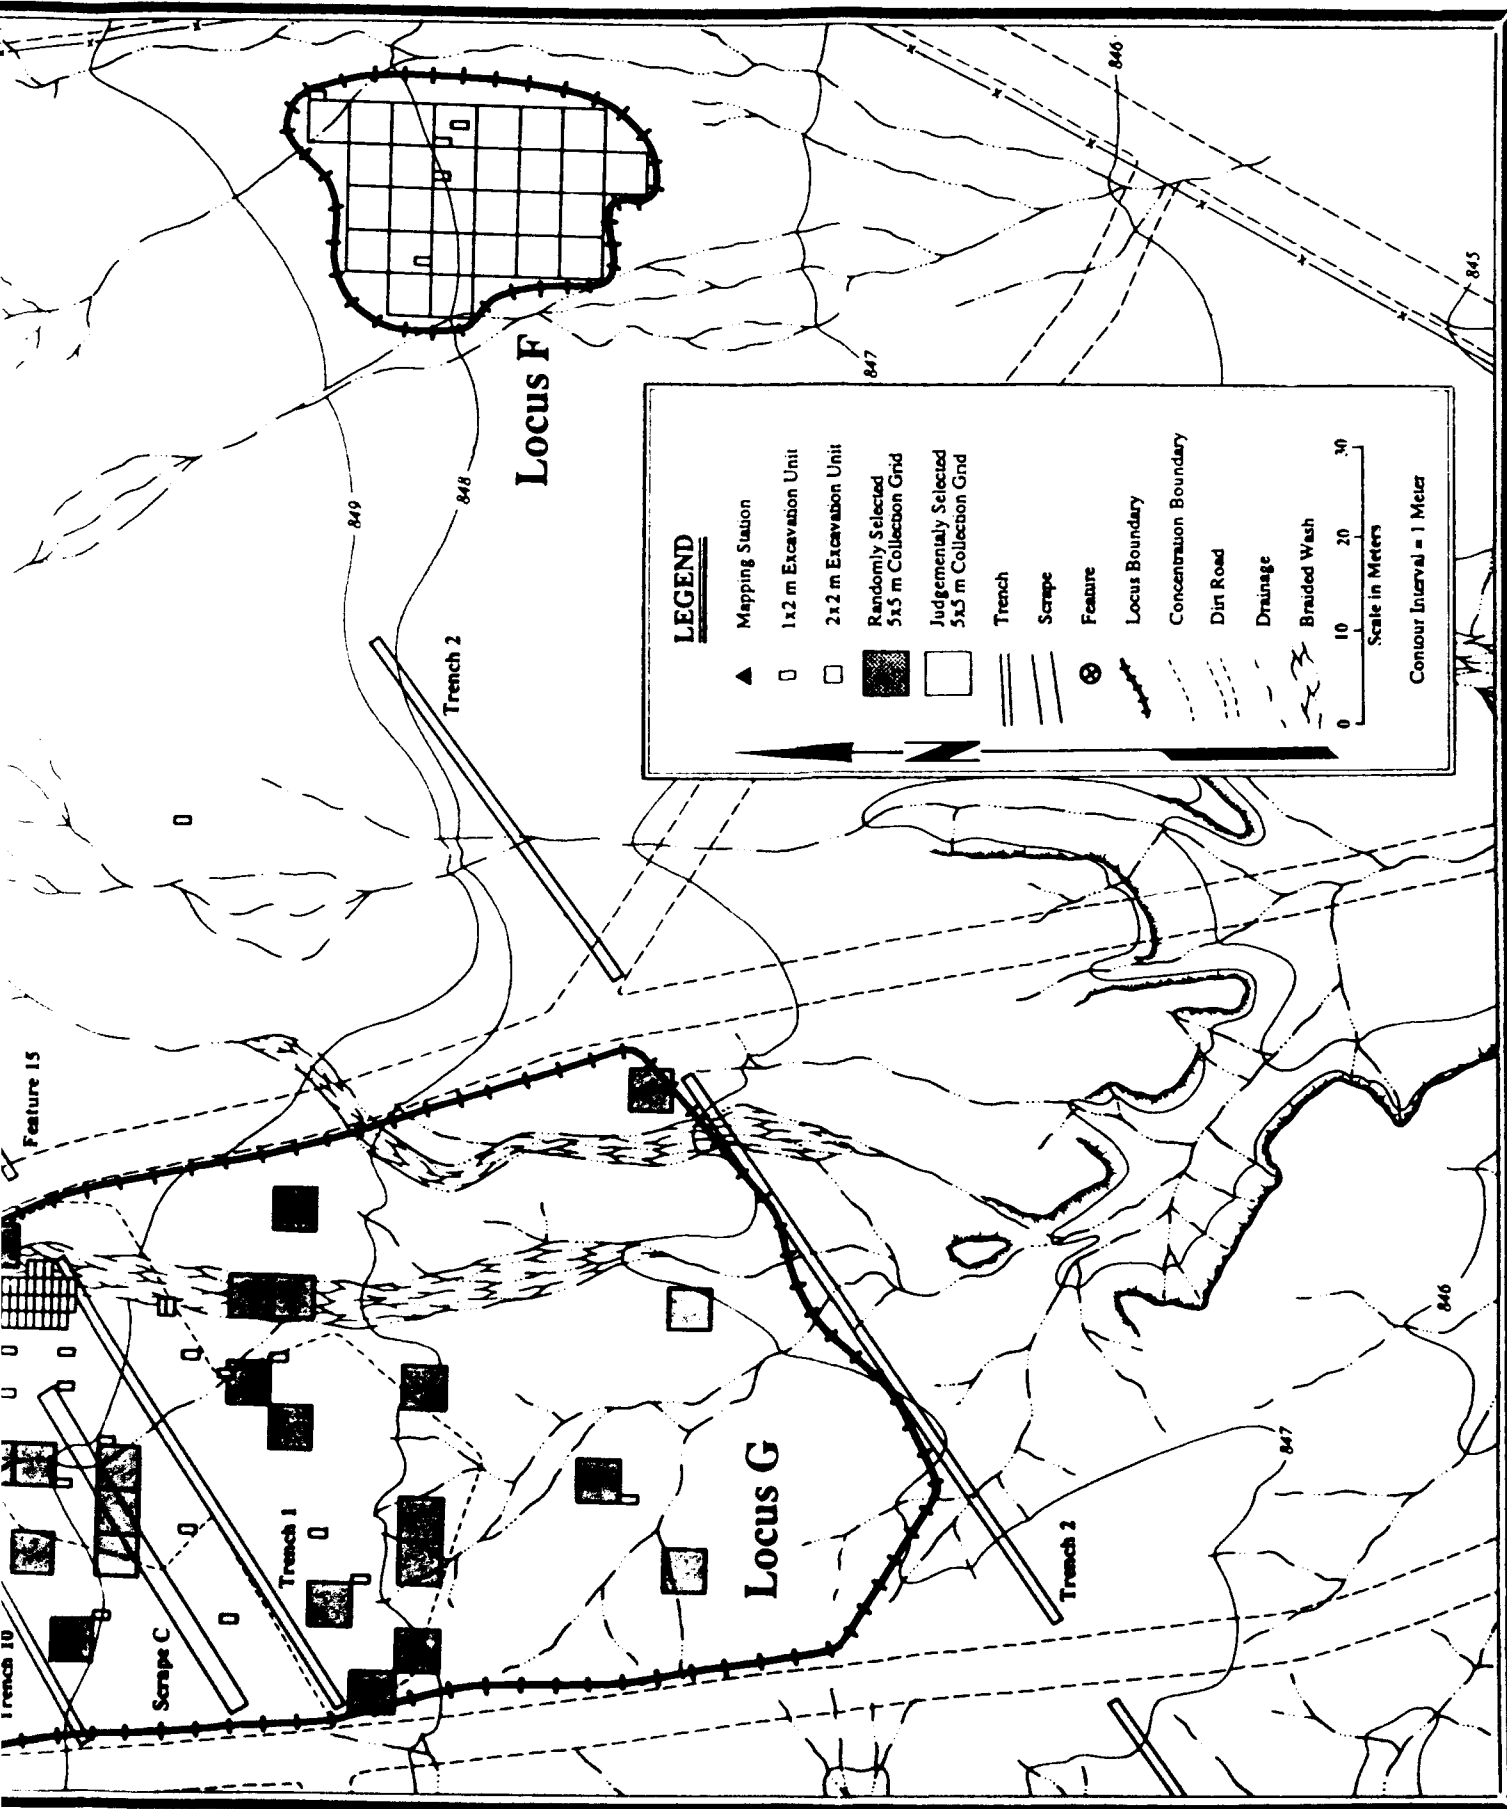 Locus F
849
848
847
846
845
Trench 2
Feature 15
Trench 10
Scrape C
Trench 1
Locus G
Trench 2
847
846
LEGEND
Mapping Station
1x2 m Excavation Unit
2x2 m Excavation Unit
Randomly Selected
5x5 m Collection Grid
Judgementaly Selected
5x5 m Collection Grid
Trench
Scrape
Feature
Locus Boundary
Concentration Boundary
Dirt Road
Drainage
Braided Wash
N
0 10 20 30
Scale in Meters
Contour Interval = 1 Meter